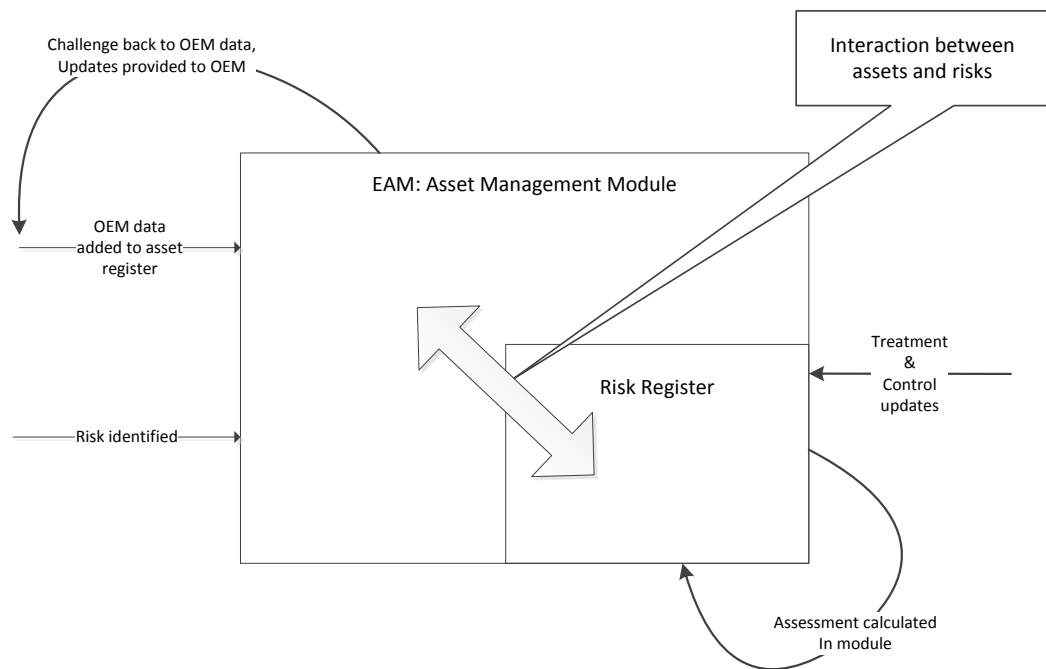 Challenge back to OEM data,
Updates provided to OEM
Interaction between
assets and risks
EAM: Asset Management Module
OEM data
added to asset
register
Treatment
&
Control
updates
Risk Register
Risk identified
Assessment calculated
In module